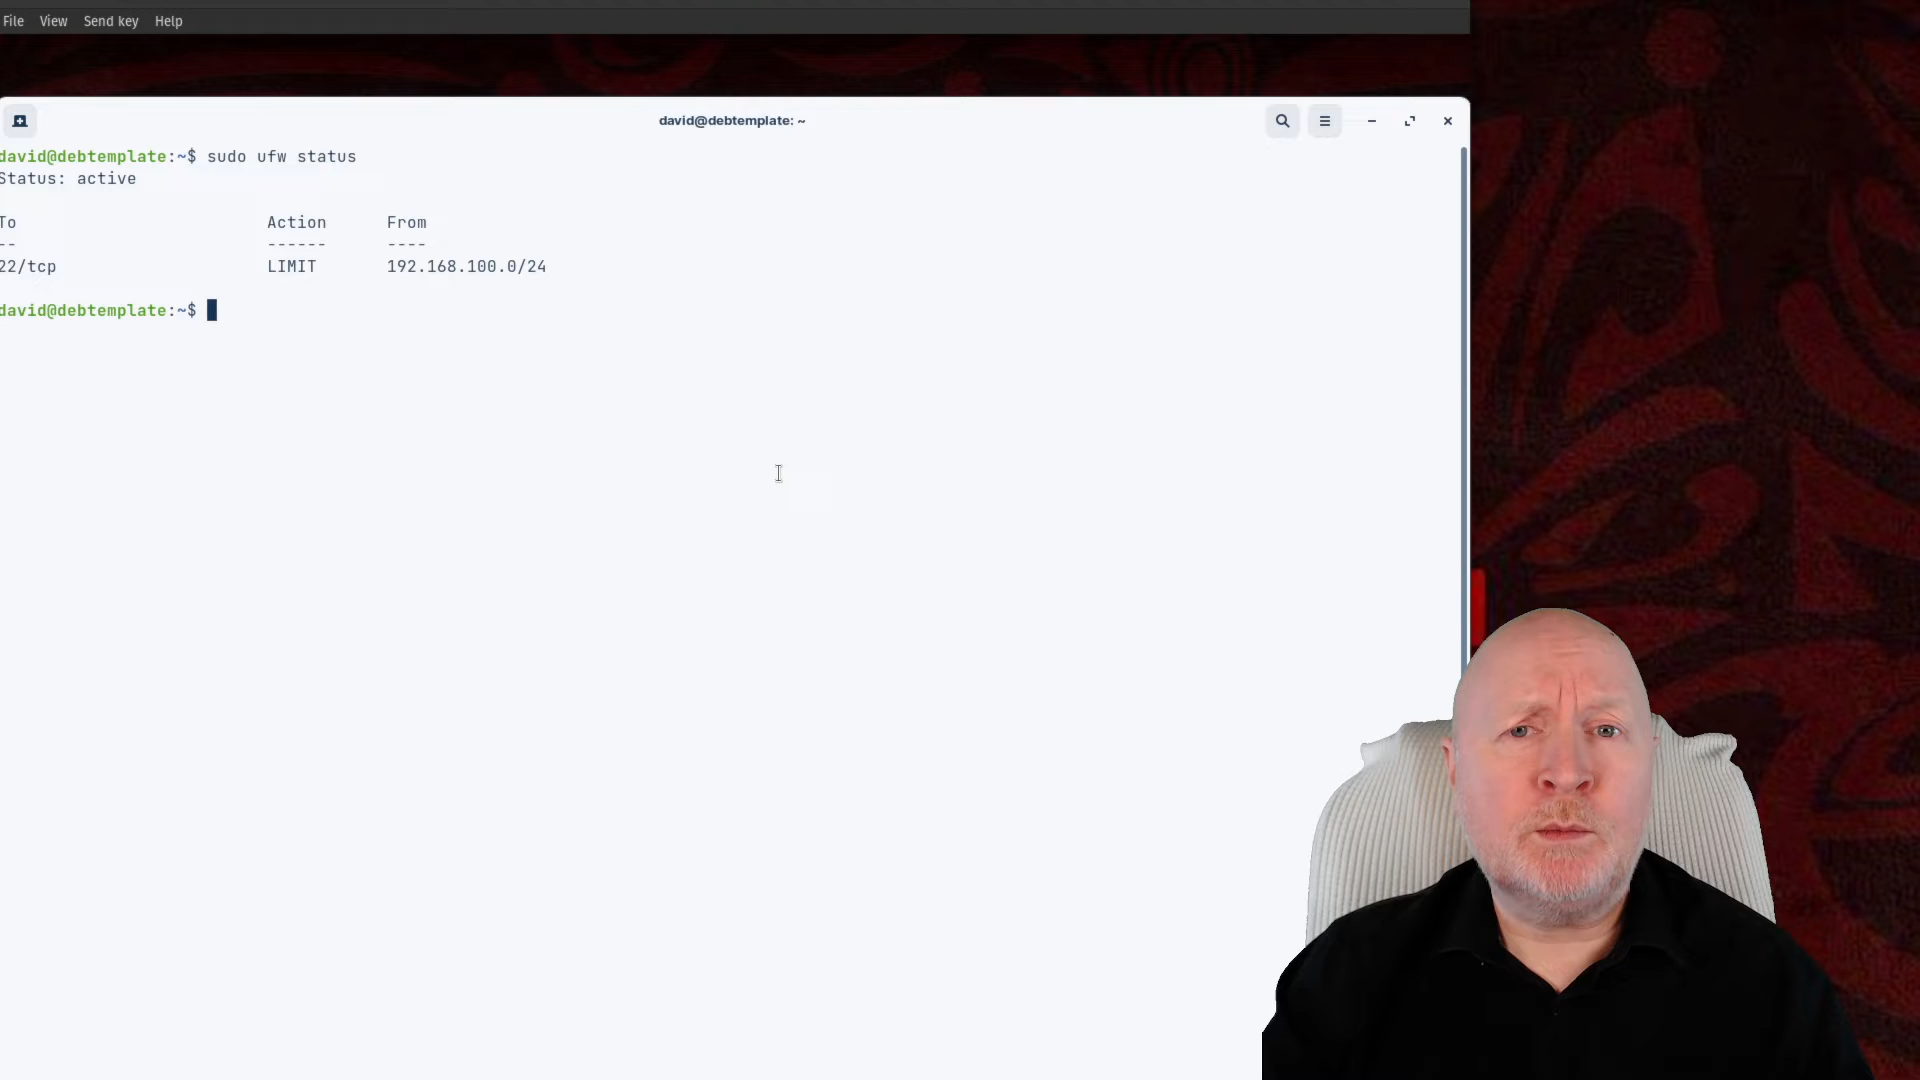 File View Send key Help
david@debtemplate: ~
david@debtemplate:~$ sudo ufw status
Status: active
To Action From
-- ------ ----
22/tcp LIMIT 192.168.100.0/24
david@debtemplate:~$